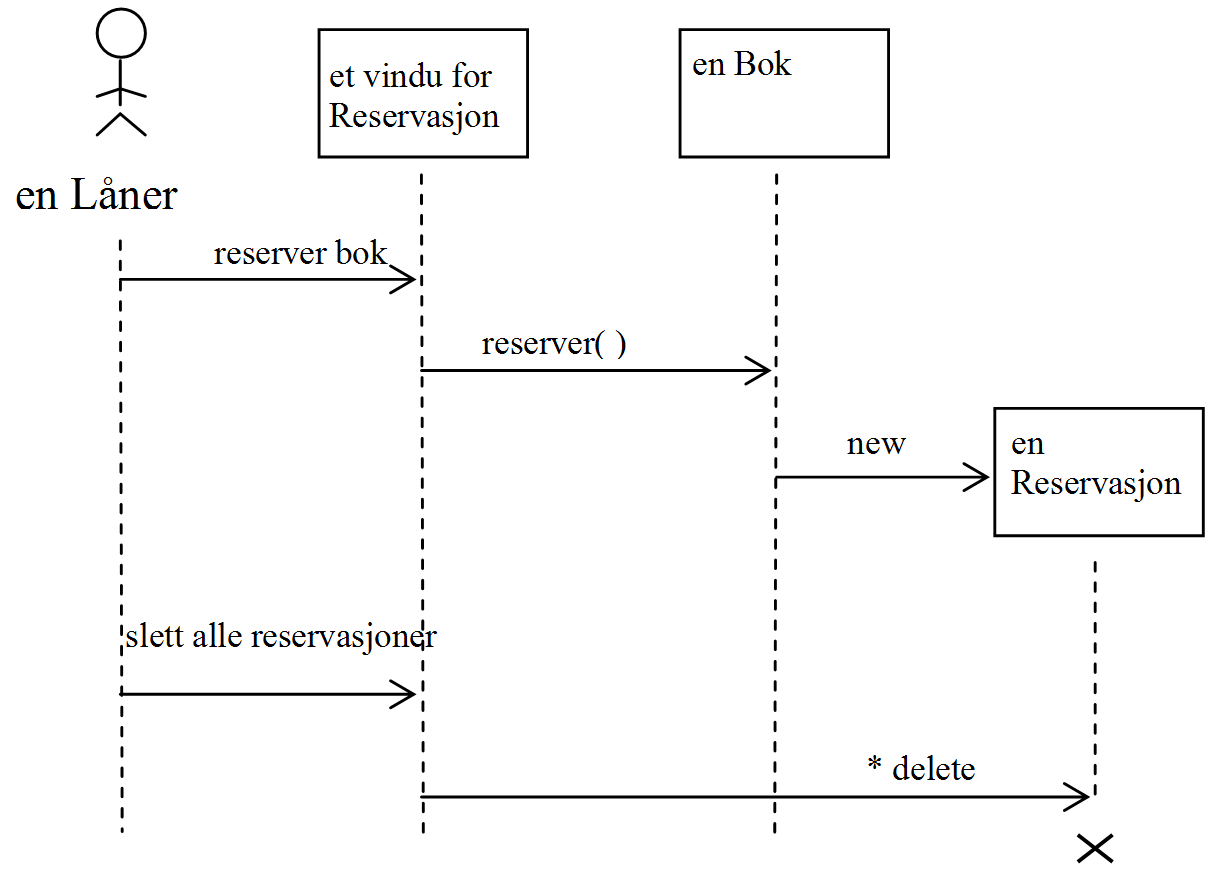 et vindu for
Reservasjon
en Bok
en Låner
reserver bok
reserver( )
new
en
Reservasjon
slett alle reservasjoner
* delete